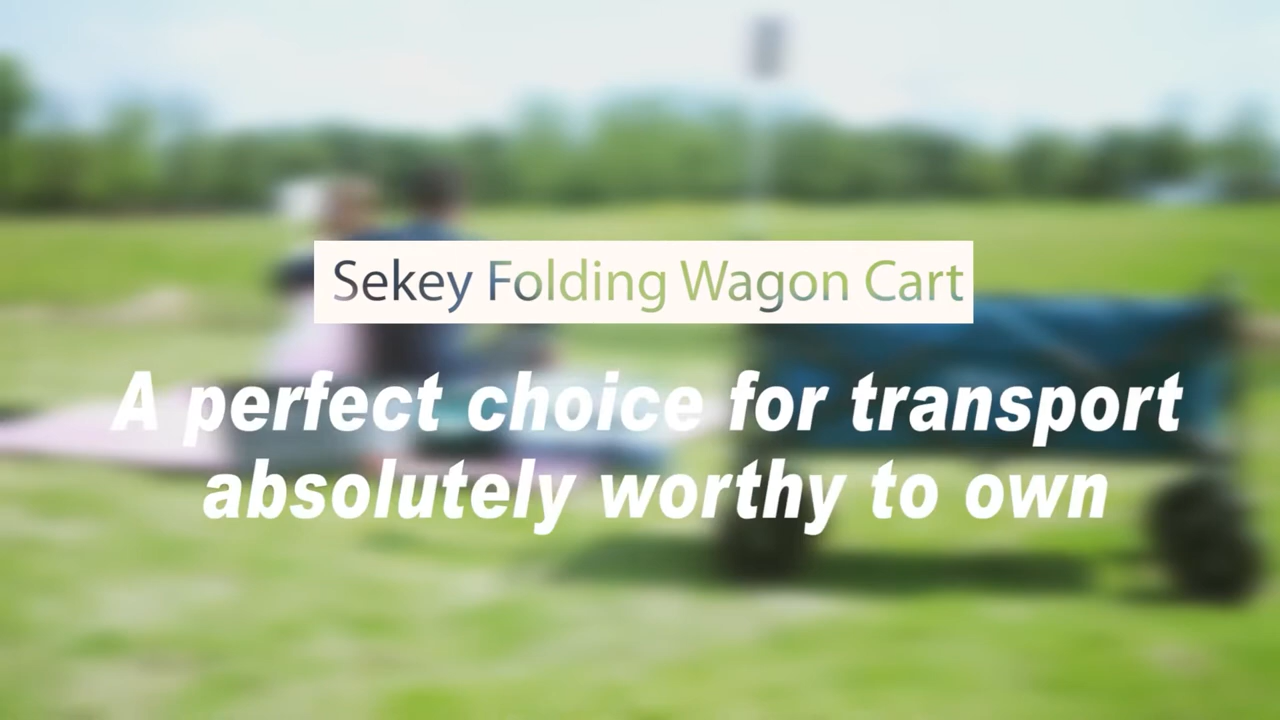 Sekey Folding Wagon Cart
A perfect choice for transport
absolutely worthy to own